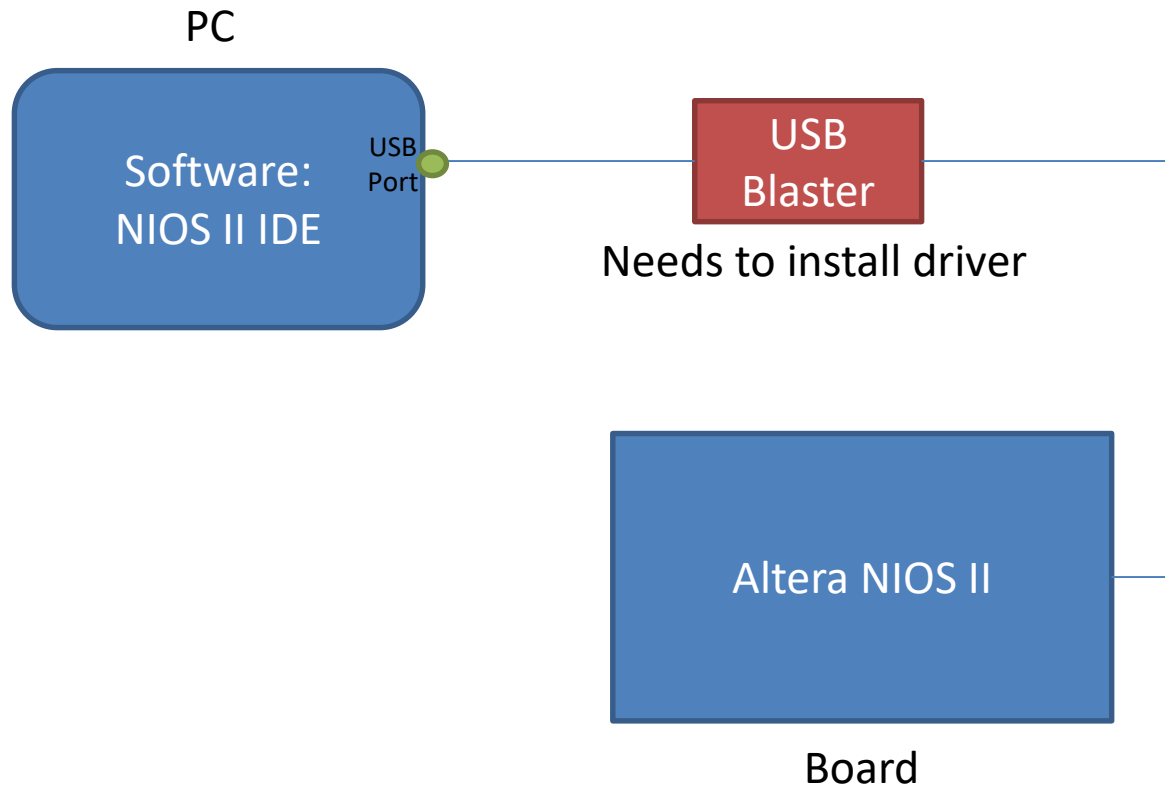 PC
Software:
NIOS II IDE
USB
Port
USB
Blaster
Needs to install driver
Altera NIOS II
Board